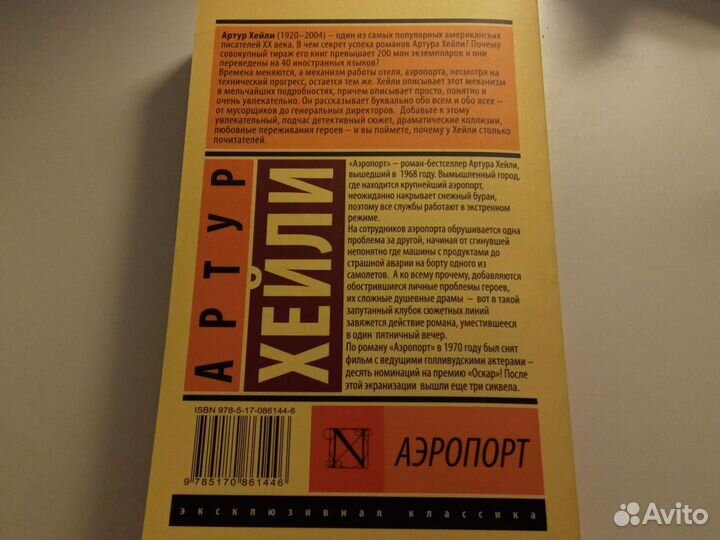 Артур Хейли (1920–2004) – один из самых популярных американских
писателей XX века. В чем секрет успеха романов Артура Хейли? Почему
совокупный тираж его книг превышает 200 млн экземпляров и они
переведены на 40 иностранных языков?
Времена меняются, а механизм работы отеля, аэропорта, несмотря на
технический прогресс, остается тем же. Хейли описывает этот механизм
в мельчайших подробностях, причем описывает просто, понятно и
очень увлекательно. Он рассказывает буквально обо всем и обо всех –
от мусорщиков до генеральных директоров. Добавьте к этому
увлекательный, подчас детективный сюжет, драматические коллизии,
любовные переживания героев – и вы поймете, почему у Хейли столько
почитателей.
АРТУР
ХЕЙЛИ
«Аэропорт» – роман-бестселлер Артура Хейли,
вышедший в 1968 году. Вымышленный город,
где находится крупнейший аэропорт,
неожиданно накрывает снежный буран,
поэтому все службы работают в экстренном
режиме.
На сотрудников аэропорта обрушивается одна
проблема за другой, начиная от сгинувшей
непонятно где машины с продуктами до
страшной аварии на борту одного из
самолетов. А ко всему прочему, добавляются
обострившиеся личные проблемы героев,
их сложные душевные драмы – вот в такой
запутанный клубок сюжетных линий
завяжется действие романа, уместившееся
в один пятничный вечер.
По роману «Аэропорт» в 1970 году был снят
фильм с ведущими голливудскими актерами –
десять номинаций на премию «Оскар»! После
этой экранизации вышли еще три сиквела.
ISBN 978-5-17-086144-6
9 785170 861446
N
АЭРОПОРТ
эксклюзивная классика
Avito